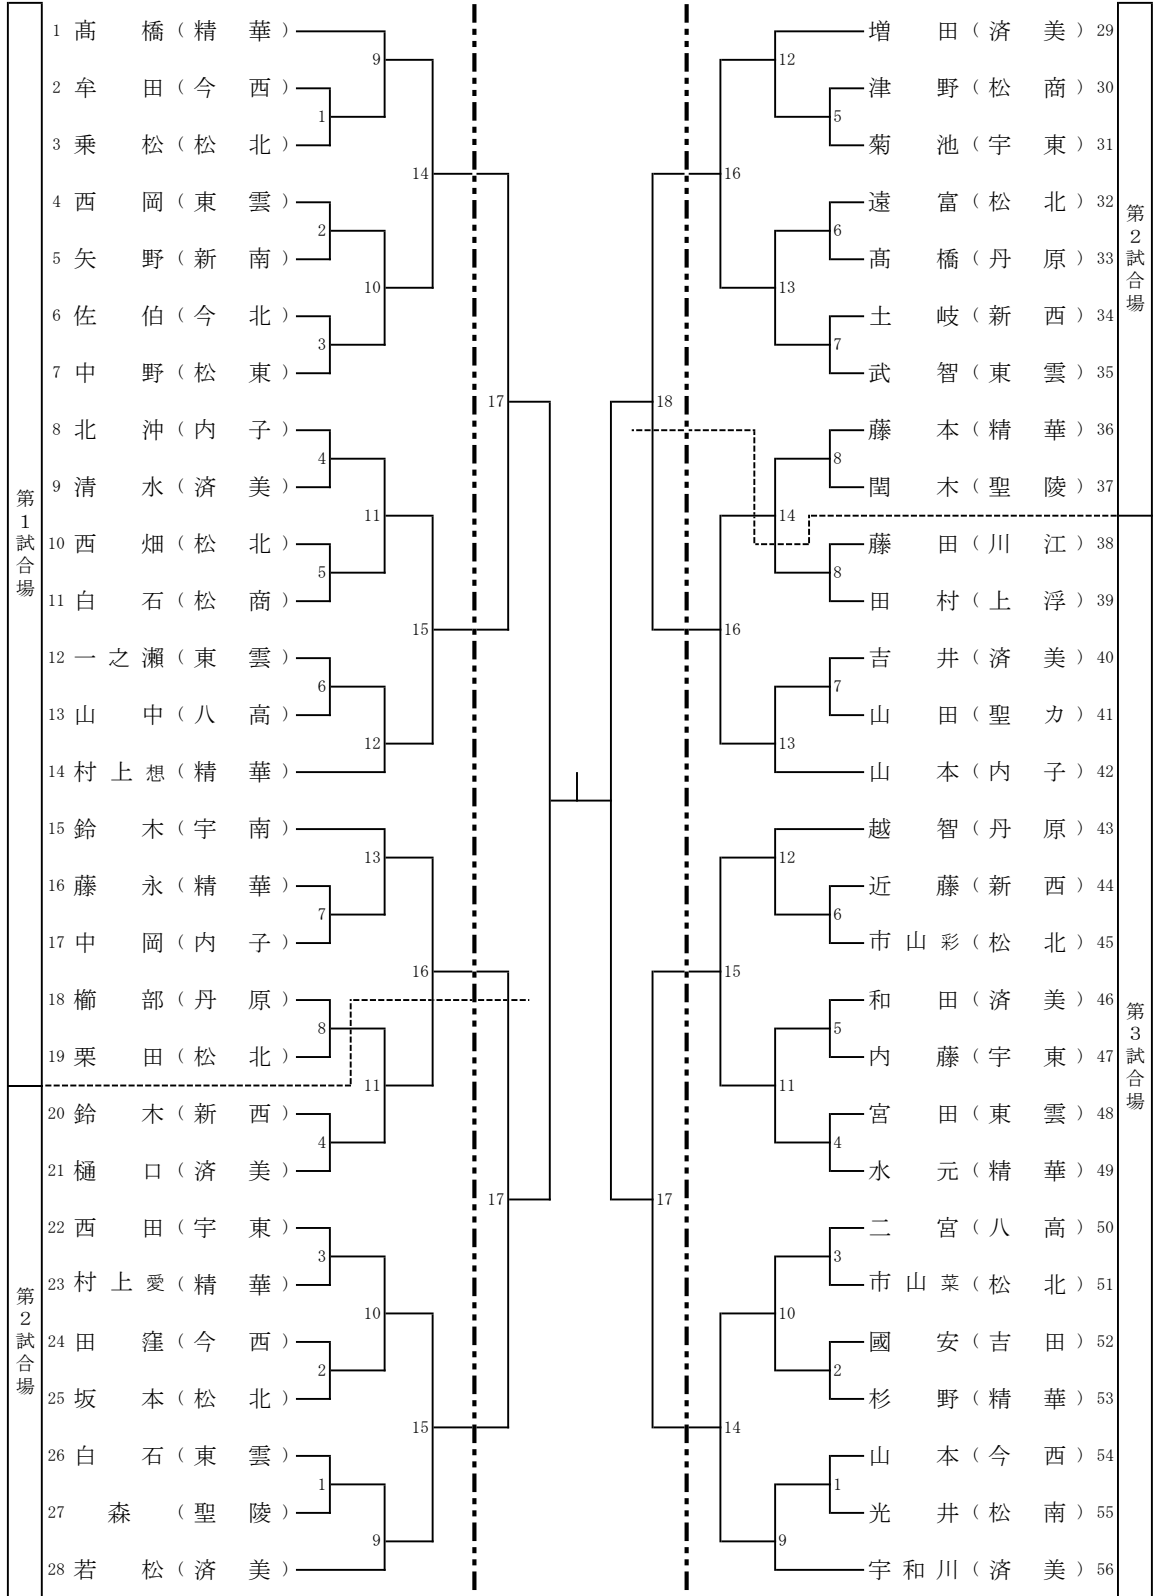 第1試合場
1 髙橋（精華）
2 牟田（今西）
3 乗松（松北）
4 西岡（東雲）
5 矢野（新南）
6 佐伯（今北）
7 中野（松東）
8 北沖（内子）
9 清水（済美）
10 西畑（松北）
11 白石（松商）
12 一之瀬（東雲）
13 山中（八高）
14 村上想（精華）
15 鈴木（宇南）
16 藤永（精華）
17 中岡（内子）
18 櫛部（丹原）
19 栗田（松北）
第2試合場
20 鈴木（新西）
21 樋口（済美）
22 西田（宇東）
23 村上愛（精華）
24 田窪（今西）
25 坂本（松北）
26 白石（東雲）
27 森（聖陵）
28 若松（済美）
9
1
14
2
10
3
17
4
11
5
15
6
12
13
7
16
8
11
4
17
3
10
2
15
1
9
12
5
16
6
13
7
18
8
14
8
16
7
13
12
6
15
5
11
4
17
3
10
2
14
1
9
第2試合場
増田（済美）29
津野（松商）30
菊池（宇東）31
遠富（松北）32
髙橋（丹原）33
土岐（新西）34
武智（東雲）35
藤本（精華）36
閏木（聖陵）37
第3試合場
藤田（川江）38
田村（上浮）39
吉井（済美）40
山田（聖カ）41
山本（内子）42
越智（丹原）43
近藤（新西）44
市山彩（松北）45
和田（済美）46
内藤（宇東）47
宮田（東雲）48
水元（精華）49
二宮（八高）50
市山菜（松北）51
國安（吉田）52
杉野（精華）53
山本（今西）54
光井（松南）55
宇和川（済美）56